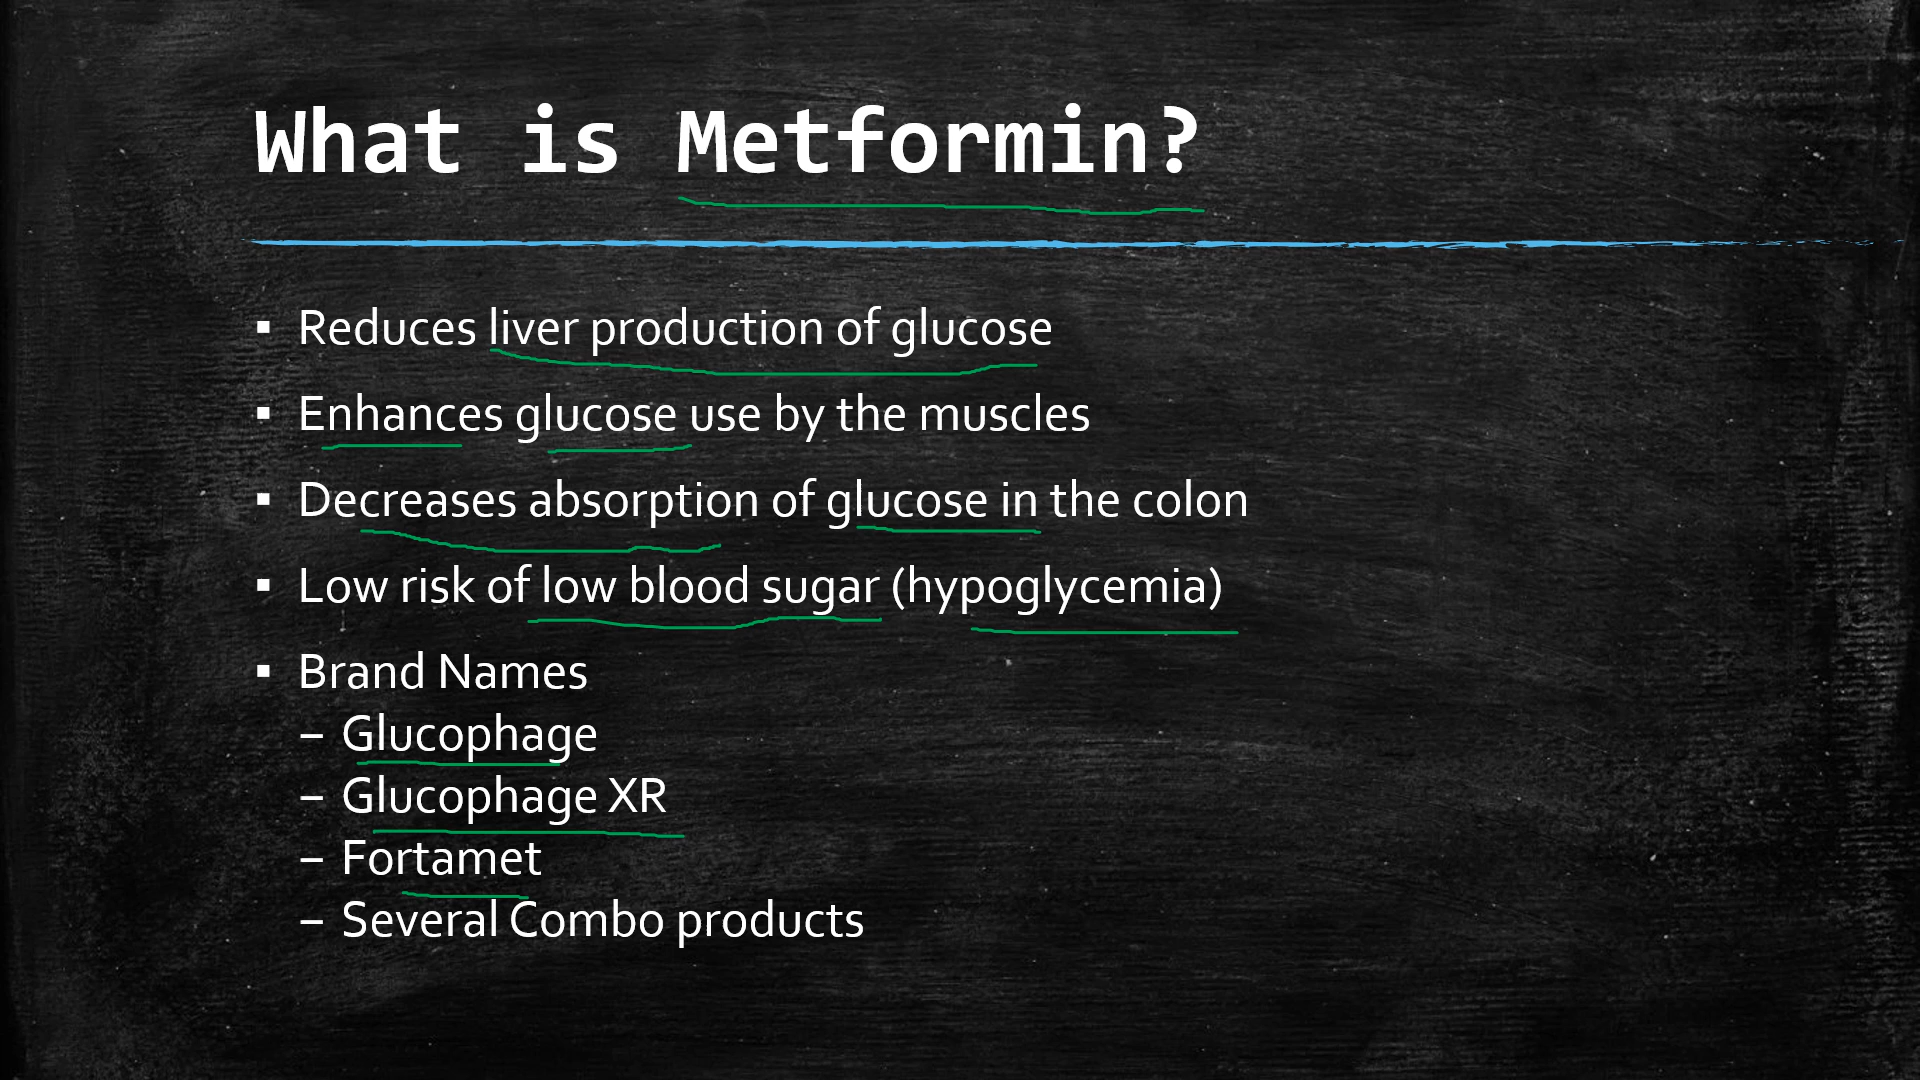 What is Metformin?
▪ Reduces liver production of glucose
▪ Enhances glucose use by the muscles
▪ Decreases absorption of glucose in the colon
▪ Low risk of low blood sugar (hypoglycemia)
▪ Brand Names
– Glucophage
– Glucophage XR
– Fortamet
– Several Combo products